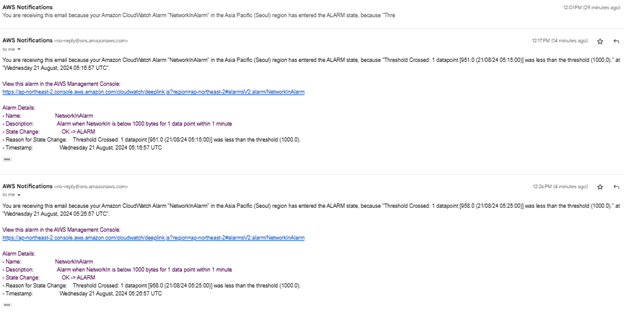 AWS Notifications 12:01PM (29 minutes ago)
You are receiving this email because your Amazon CloudWatch Alarm "NetworkInAlarm" in the Asia Pacific (Seoul) region has entered the ALARM state, because "Thre
AWS Notifications <no-reply@sns.amazonaws.com> 12:17PM (14 minutes ago)
to me
You are receiving this email because your Amazon CloudWatch Alarm "NetworkInAlarm" in the Asia Pacific (Seoul) region has entered the ALARM state, because "Threshold Crossed: 1 datapoint [951.0 (21/08/24 05:15:00)] was less than the threshold (1000.0)." at
"Wednesday 21 August, 2024 05:16:57 UTC".
View this alarm in the AWS Management Console:
https://ap-northeast-2.console.aws.amazon.com/cloudwatch/deeplink.js?region=ap-northeast-2#alarmsV2:alarm/NetworkInAlarm
Alarm Details:
- Name: NetworkInAlarm
- Description: Alarm when NetworkIn is below 1000 bytes for 1 data point within 1 minute
- State Change: OK -> ALARM
- Reason for State Change: Threshold Crossed: 1 datapoint [951.0 (21/08/24 05:15:00)] was less than the threshold (1000.0).
- Timestamp: Wednesday 21 August, 2024 05:16:57 UTC
AWS Notifications <no-reply@sns.amazonaws.com> (4 minutes ago)
to me
You are receiving this email because your Amazon CloudWatch Alarm "NetworkInAlarm" in the Asia Pacific (Seoul) region has entered the ALARM state, because "Threshold Crossed: 1 datapoint [958.0 (21/08/24 05:25:00)] was less than the threshold (1000.0)." at
"Wednesday 21 August, 2024 05:26:57 UTC".
View this alarm in the AWS Management Console:
https://ap-northeast-2.console.aws.amazon.com/cloudwatch/deeplink.js?region=ap-northeast-2#alarmsV2:alarm/NetworkInAlarm
Alarm Details:
- Name: NetworkInAlarm
- Description: Alarm when NetworkIn is below 1000 bytes for 1 data point within 1 minute
- State Change: OK -> ALARM
- Reason for State Change: Threshold Crossed: 1 datapoint [958.0 (21/08/24 05:25:00)] was less than the threshold (1000.0).
- Timestamp: Wednesday 21 August, 2024 05:26:57 UTC